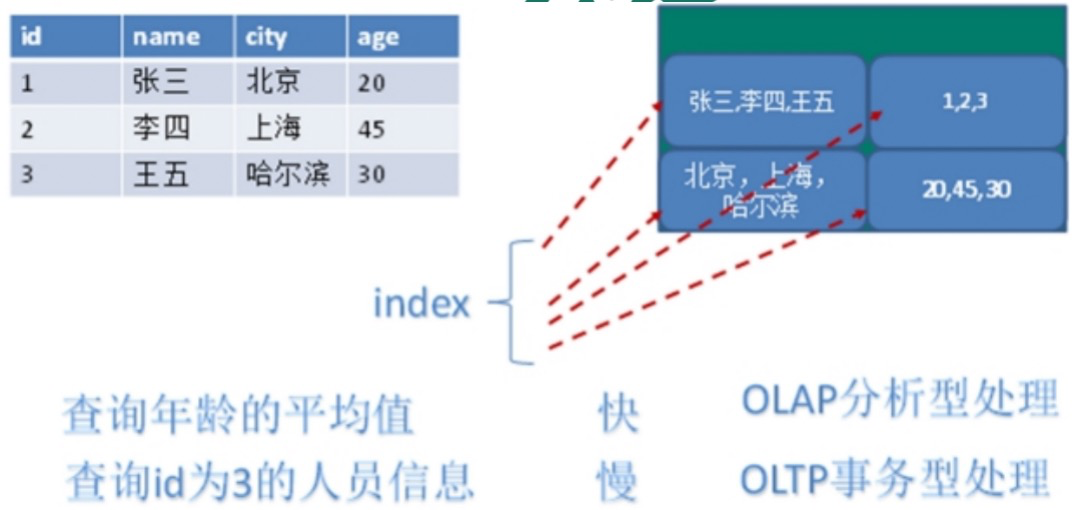 id name city age
1 张三 北京 20
2 李四 上海 45
3 王五 哈尔滨 30
张三,李四,王五
1,2,3
北京，上海，
哈尔滨
20,45,30
index
查询年龄的平均值 快 OLAP分析型处理
查询id为3的人员信息 慢 OLTP事务型处理